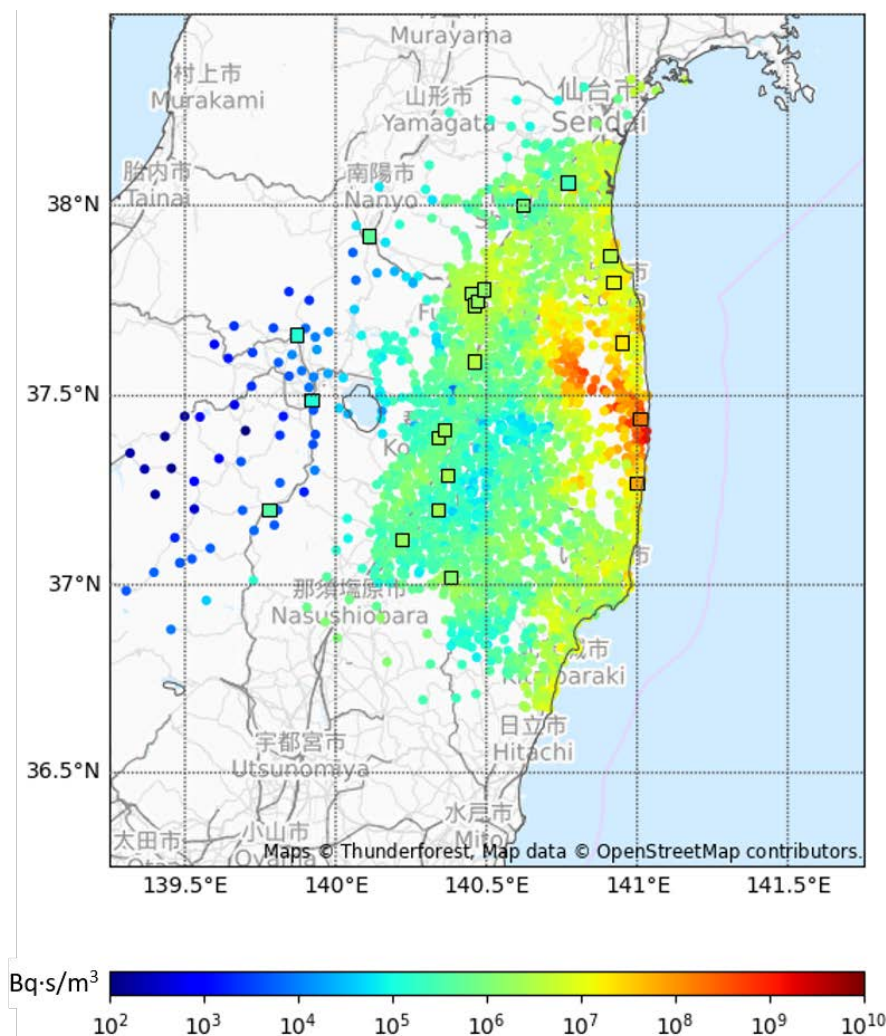 Murayama
村上市
Murakami
山形市
Yamagata
仙台市
Sendai
胎内市
Tainai
南陽市
Nanyo
38°N
37.5°N
37°N
那須塩原市
Nasushiobara
日立市
Hitachi
宇都宮市
Utsunomiya
36.5°N
水戸市
Mito
太田市
小山市
Oyama
Maps © Thunderforest, Map data © OpenStreetMap contributors.
139.5°E 140°E 140.5°E 141°E 141.5°E
Bq·s/m³
10² 10³ 10⁴ 10⁵ 10⁶ 10⁷ 10⁸ 10⁹ 10¹⁰